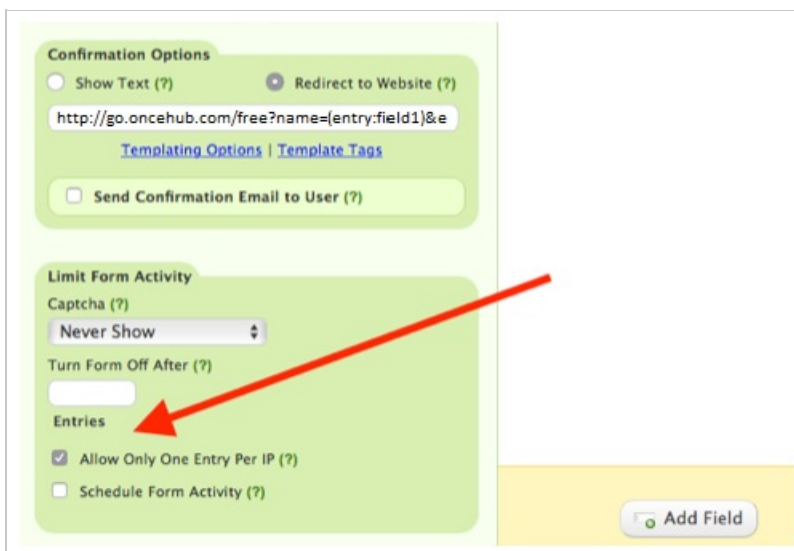 Confirmation Options
Show Text (?) Redirect to Website (?)
http://go.oncehub.com/free?name={entry:field1}&e
Templating Options | Template Tags
Send Confirmation Email to User (?)
Limit Form Activity
Captcha (?)
Never Show
Turn Form Off After (?)
Entries
Allow Only One Entry Per IP (?)
Schedule Form Activity (?)
Add Field